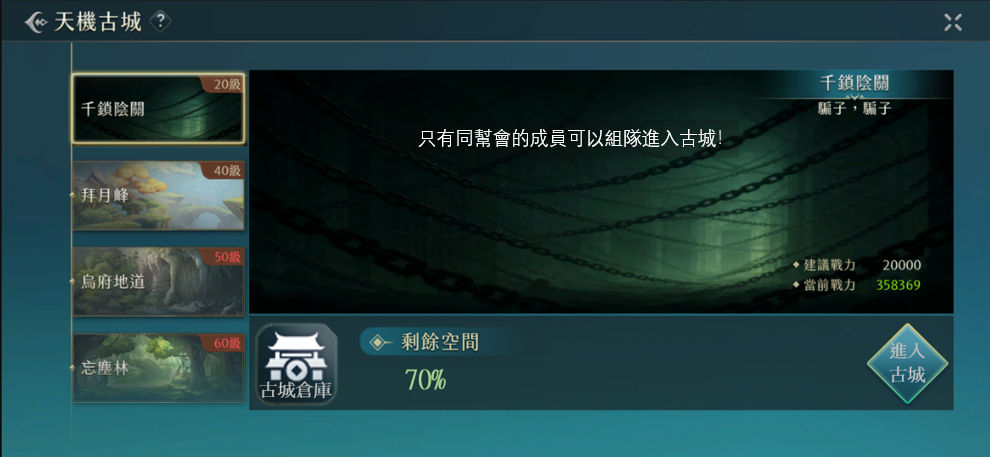 天機古城 ?
20級
千鎖陰關
40級
拜月峰
50級
烏府地道
60級
忘塵林
千鎖陰關
騙子，騙子
只有同幫會的成員可以組隊進入古城!
建議戰力 20000
當前戰力 358369
古城倉庫
剩餘空間
70%
進入
古城